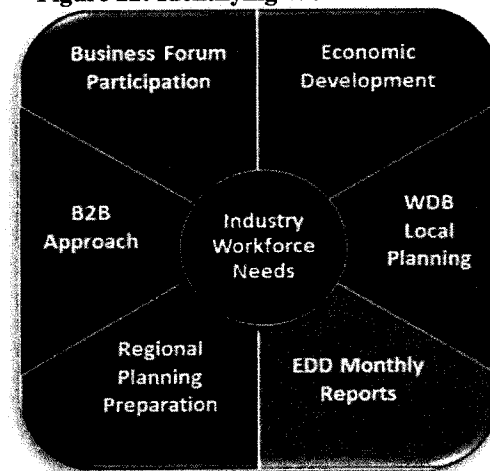 Business Forum
Participation
Economic
Development
B2B
Approach
Industry
Workforce
Needs
WDB
Local
Planning
Regional
Planning
Preparation
EDD Monthly
Reports